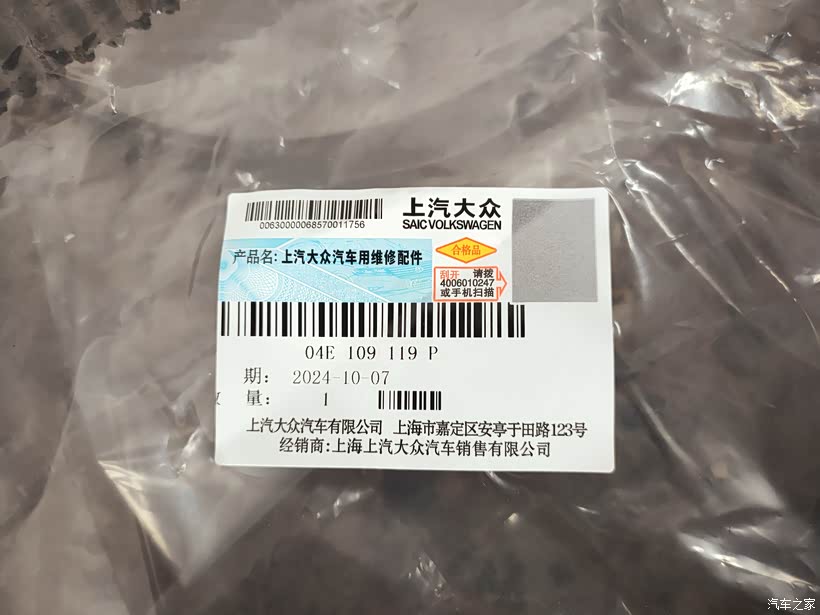 上汽大众
SAIC VOLKSWAGEN
00630000068570011756
产品名: 上汽大众汽车用维修配件
合格品
刮开 请拨
4006010247
或手机扫描
04E 109 119 P
期: 2024-10-07
量: 1
上汽大众汽车有限公司 上海市嘉定区安亭于田路123号
经销商:上海上汽大众汽车销售有限公司
汽车之家